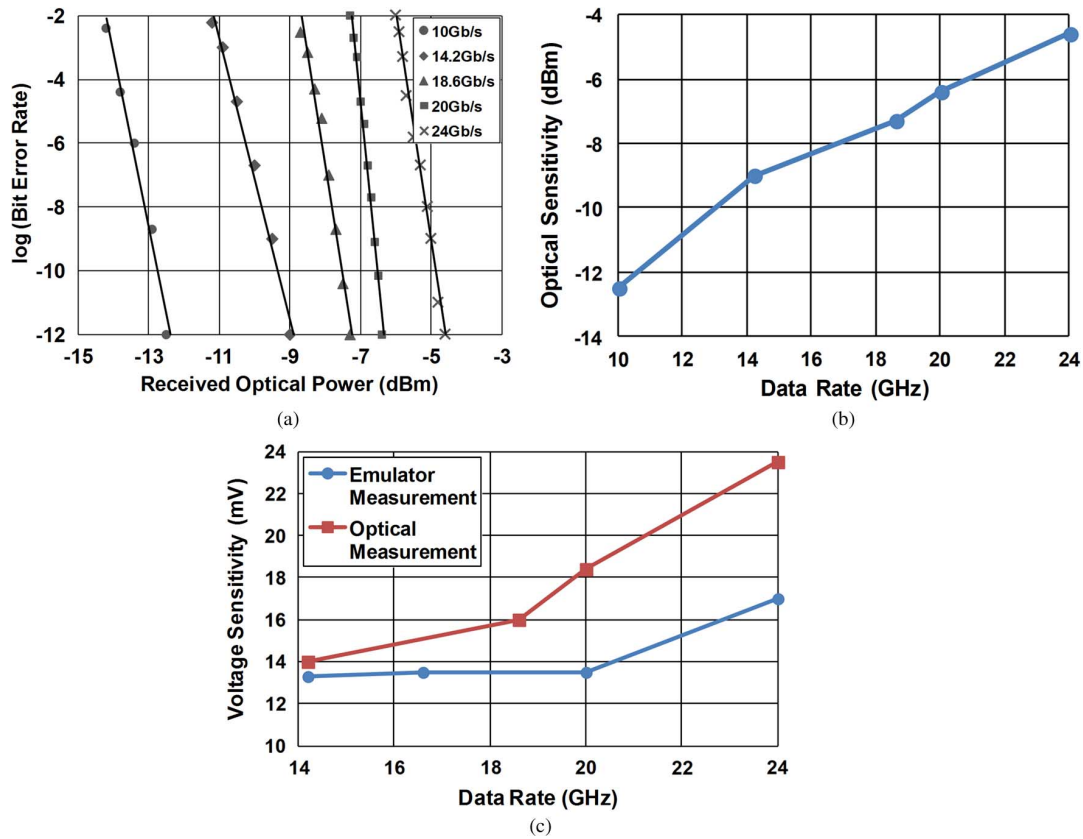 log (Bit Error Rate)
-2
-4
-6
-8
-10
-12
-15
-13
-11
-9
-7
-5
-3
Received Optical Power (dBm)
10Gb/s
14.2Gb/s
18.6Gb/s
20Gb/s
24Gb/s
(a)
Optical Sensitivity (dBm)
-4
-6
-8
-10
-12
-14
10
12
14
16
18
20
22
24
Data Rate (GHz)
(b)
Voltage Sensitivity (mV)
24
22
20
18
16
14
12
10
14
16
18
20
22
24
Data Rate (GHz)
Emulator
Measurement
Optical
Measurement
(c)